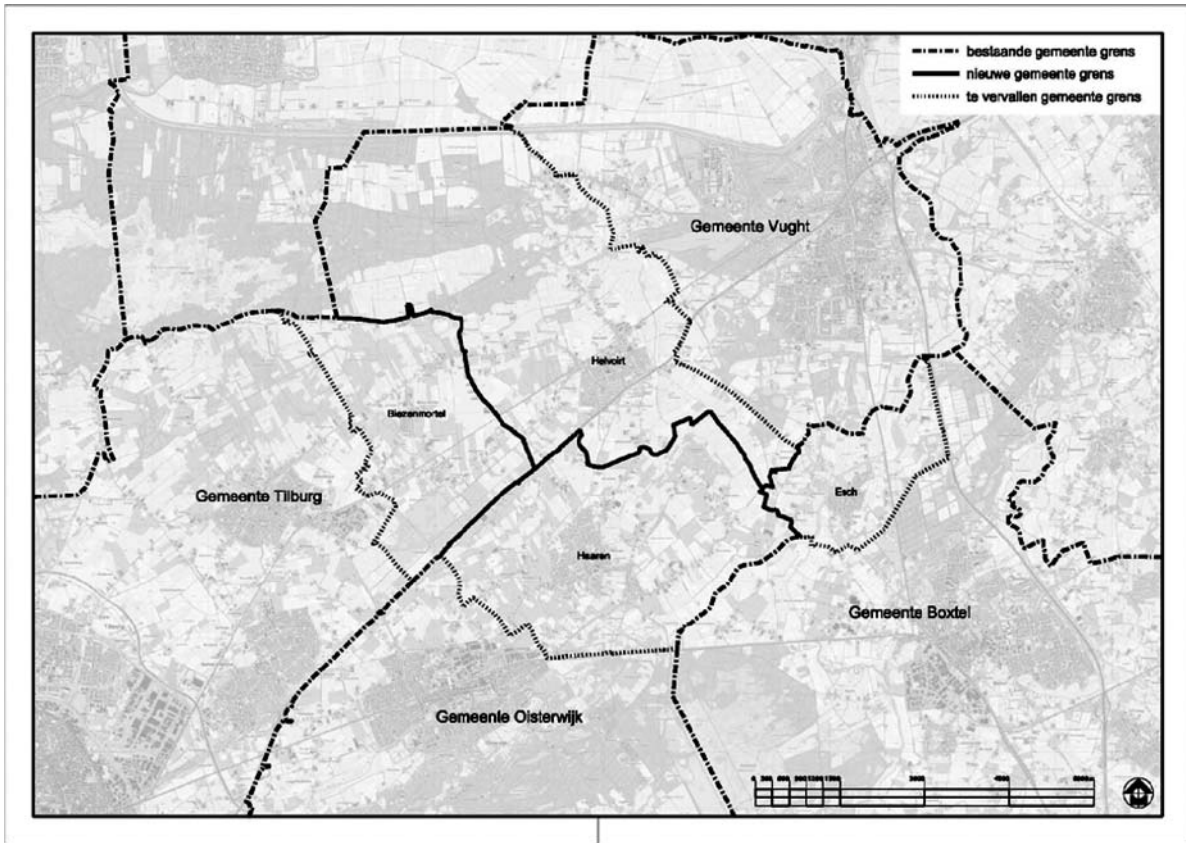 bestaande gemeente grens
nieuwe gemeente grens
te vervallen gemeente grens
Gemeente Vught
Helvoirt
Biezenmortel
Gemeente Tilburg
Esch
Haaren
Gemeente Boxtel
Gemeente Oisterwijk